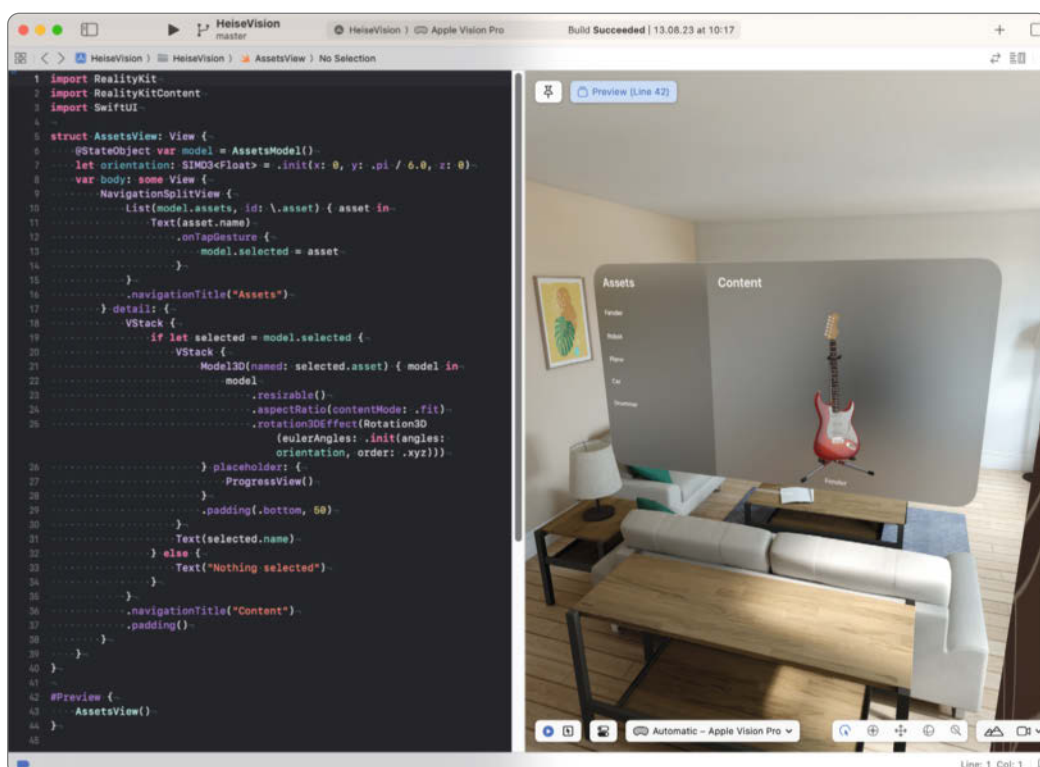 HeiseVision
master
HeiseVision ⟩ Apple Vision Pro
Build Succeeded | 13.08.23 at 10:17
HeiseVision ⟩ HeiseVision ⟩ AssetsView ⟩ No Selection
1 import RealityKit
2 import RealityKitContent
3 import SwiftUI
4
5 struct AssetsView: View {
6 @StateObject var model = AssetsModel()
7 let orientation: SIMD3<Float> = .init(x: 0, y: .pi / 6.0, z: 0)
8 var body: some View {
9 NavigationSplitView {
10 List(model.assets, id: \.asset) { asset in
11 Text(asset.name)
12 .onTapGesture {
13 model.selected = asset
14 }
15 }
16 .navigationTitle("Assets")
17 } detail: {
18 VStack {
19 if let selected = model.selected {
20 VStack {
21 Model3D(named: selected.asset) { model in
22 model
23 .resizable()
24 .aspectRatio(contentMode: .fit)
25 .rotation3DEffect(Rotation3D
(eulerAngles: .init(angles:
orientation, order: .xyz)))
26 } placeholder: {
27 ProgressView()
28 }
29 .padding(.bottom, 50)
30 }
31 Text(selected.name)
32 } else {
33 Text("Nothing selected")
34 }
35 }
36 .navigationTitle("Content")
37 .padding()
38 }
39 }
40 }
41
42 #Preview {
43 AssetsView()
44 }
45
Preview (Line 42)
Assets
Content
Fender
Robot
Plane
Car
Drummer
Fender
Automatic – Apple Vision Pro
Line: 1 Col: 1